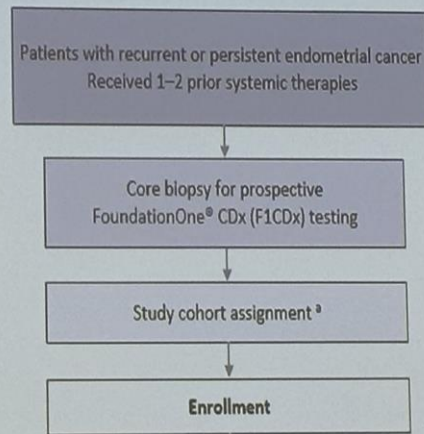 Patients with recurrent or persistent endometrial cancer
Received 1–2 prior systemic therapies
Core biopsy for prospective
FoundationOne® CDx (F1CDx) testing
Study cohort assignment ᵃ
Enrollment